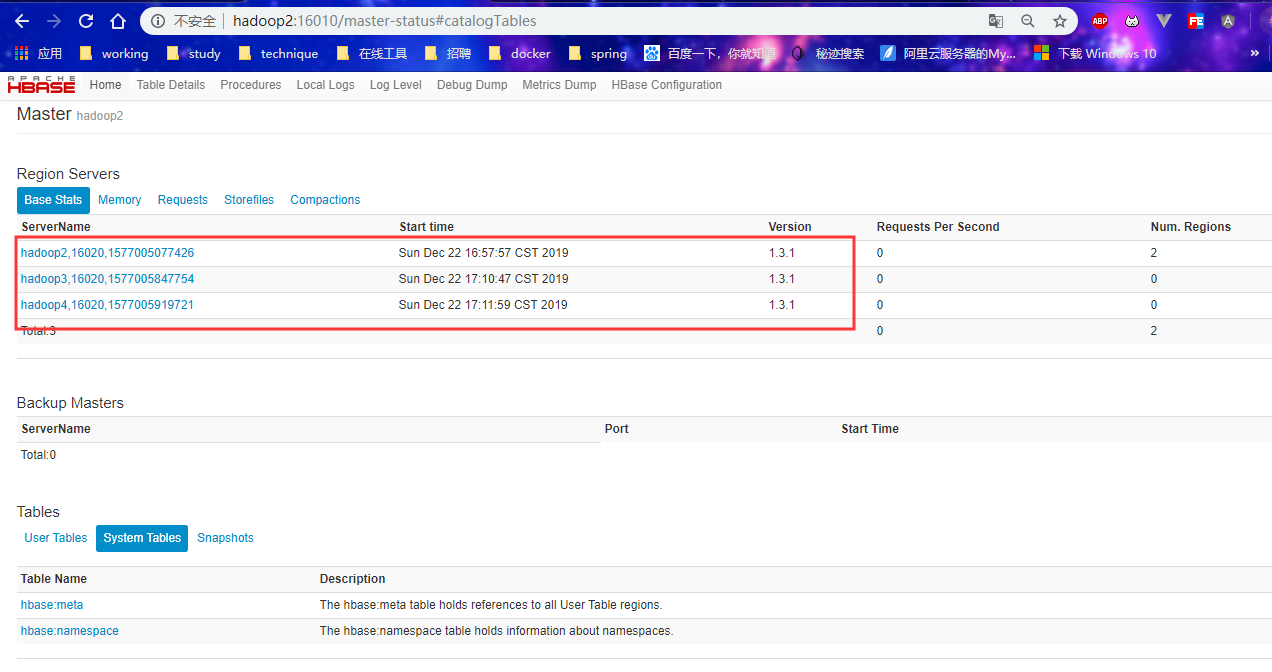 不安全 hadoop2:16010/master-status#catalogTables ABP FE A
应用 working study technique 在线工具 招聘 docker spring 百度一下，你就知道 秘迹搜索 阿里云服务器的My... 下载 Windows 10 »
APACHE HBASE Home Table Details Procedures Local Logs Log Level Debug Dump Metrics Dump HBase Configuration
Master hadoop2
Region Servers
Base Stats Memory Requests Storefiles Compactions
ServerName Start time Version Requests Per Second Num. Regions
hadoop2,16020,1577005077426 Sun Dec 22 16:57:57 CST 2019 1.3.1 0 2
hadoop3,16020,1577005847754 Sun Dec 22 17:10:47 CST 2019 1.3.1 0 0
hadoop4,16020,1577005919721 Sun Dec 22 17:11:59 CST 2019 1.3.1 0 0
Total:3 0 2
Backup Masters
ServerName Port Start Time
Total:0
Tables
User Tables System Tables Snapshots
Table Name Description
hbase:meta The hbase:meta table holds references to all User Table regions.
hbase:namespace The hbase:namespace table holds information about namespaces.